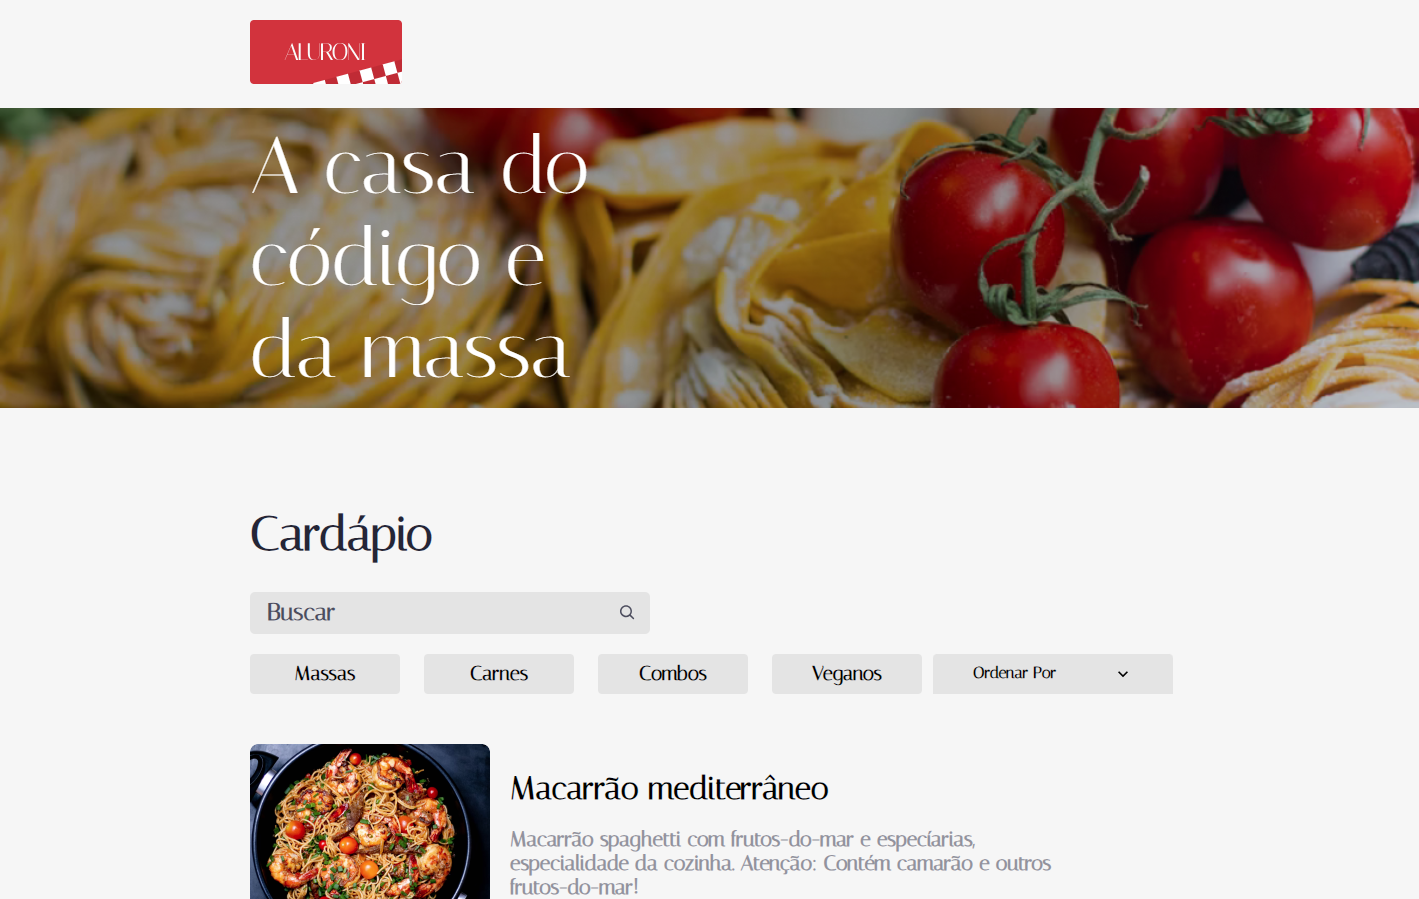 ALURONI
A casa do
código e
da massa
Cardápio
Buscar
Massas
Carnes
Combos
Veganos
Ordenar Por
Macarrão mediterrâneo
Macarrão spaghetti com frutos-do-mar e especíarias,
especialidade da cozinha. Atenção: Contém camarão e outros
frutos-do-mar!